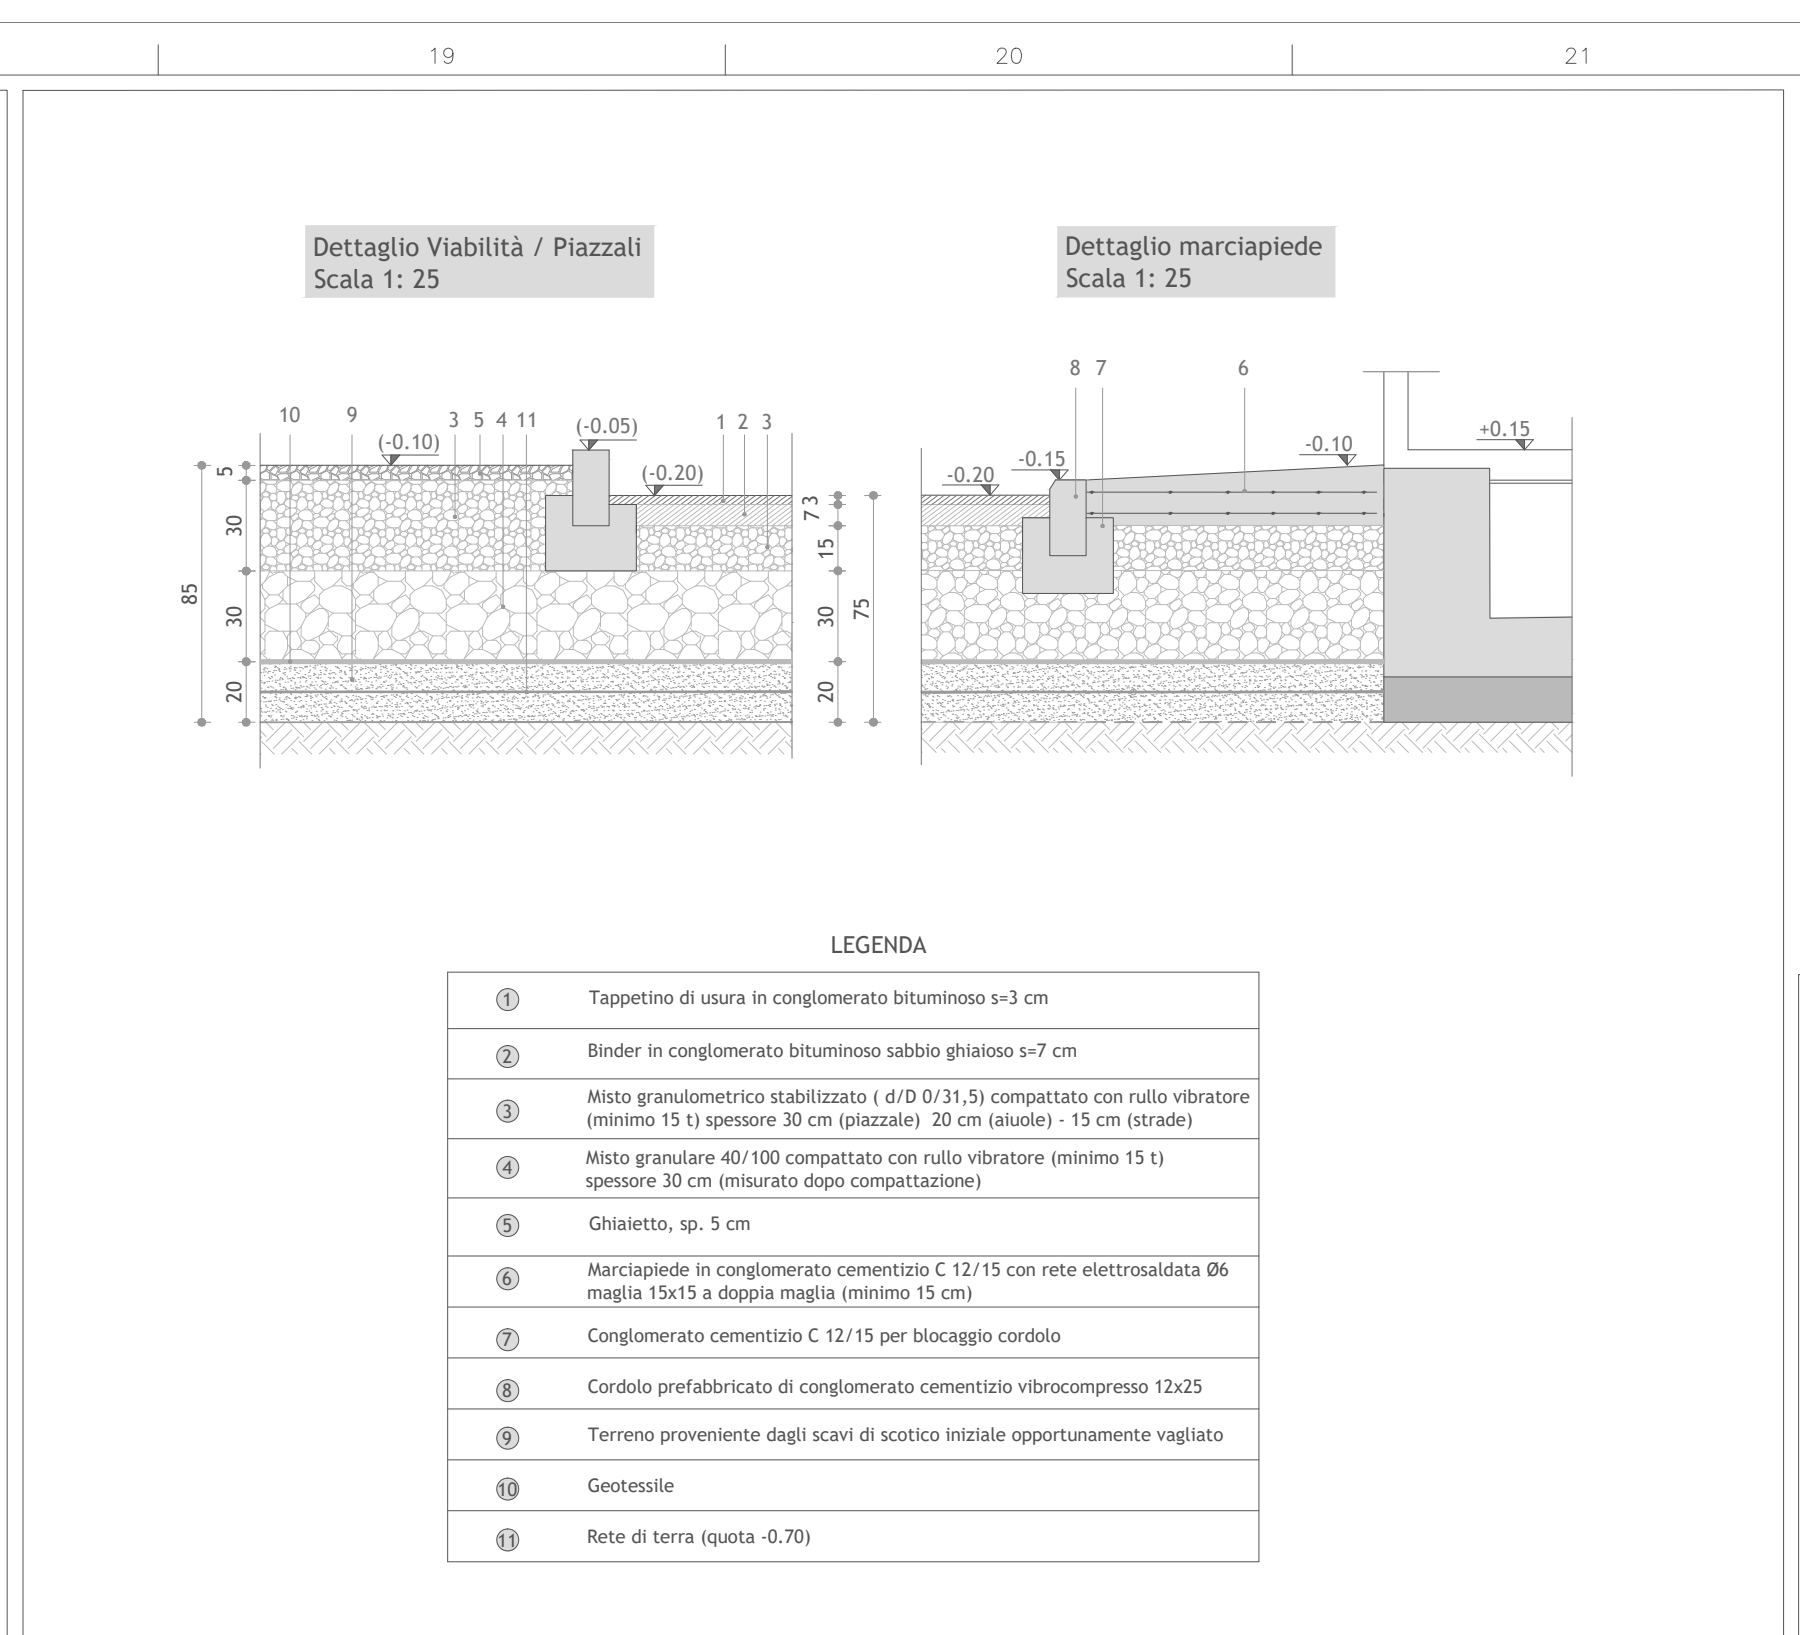 19 20 21
Dettaglio Viabilità / Piazzali
Scala 1: 25
Dettaglio marciapiede
Scala 1: 25
10 9 3 5 4 11 1 2 3
(-0.10)
(-0.05)
(-0.20)
5
30
30
20
85
3
7
15
30
20
75
8 7 6
-0.20
-0.15
-0.10
+0.15
LEGENDA
1 Tappetino di usura in conglomerato bituminoso s=3 cm
2 Binder in conglomerato bituminoso sabbio ghiaioso s=7 cm
3 Misto granulometrico stabilizzato ( d/D 0/31,5) compattato con rullo vibratore
(minimo 15 t) spessore 30 cm (piazzale) 20 cm (aiuole) - 15 cm (strade)
4 Misto granulare 40/100 compattato con rullo vibratore (minimo 15 t)
spessore 30 cm (misurato dopo compattazione)
5 Ghiaietto, sp. 5 cm
6 Marciapiede in conglomerato cementizio C 12/15 con rete elettrosaldata Ø6
maglia 15x15 a doppia maglia (minimo 15 cm)
7 Conglomerato cementizio C 12/15 per blocaggio cordolo
8 Cordolo prefabbricato di conglomerato cementizio vibrocompresso 12x25
9 Terreno proveniente dagli scavi di scotico iniziale opportunamente vagliato
10 Geotessile
11 Rete di terra (quota -0.70)